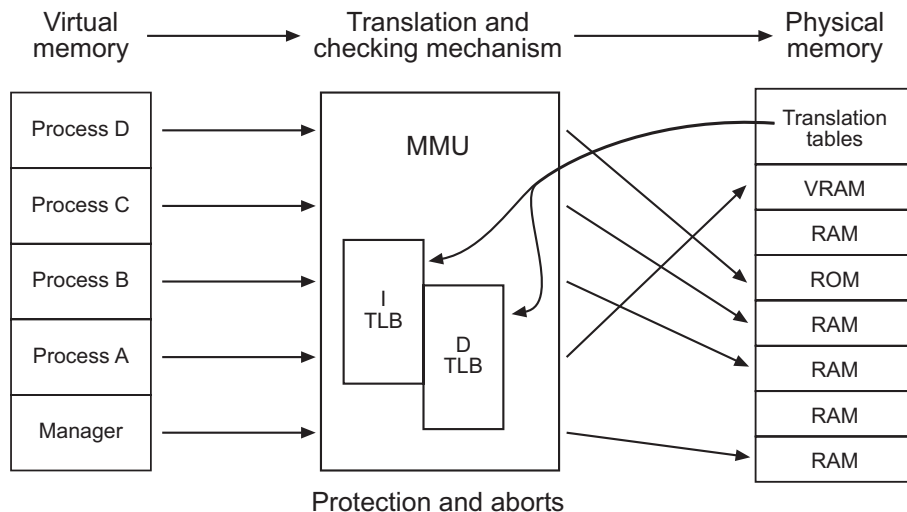 Virtual
memory
Translation and
checking mechanism
Physical
memory
Process D
Process C
Process B
Process A
Manager
MMU
I
TLB
D
TLB
Translation
tables
VRAM
RAM
ROM
RAM
RAM
RAM
RAM
Protection and aborts